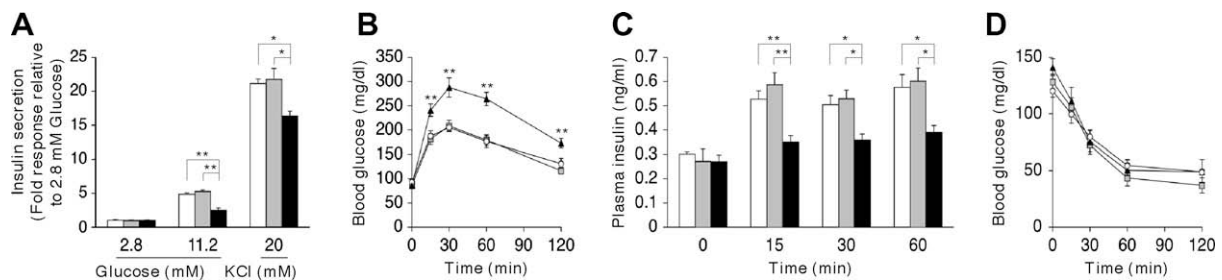 A
Insulin secretion
(Fold response relative
to 2.8 mM Glucose)
25
20
15
10
5
0
**
**
*
*
2.8 11.2 20
Glucose (mM) KCl (mM)
B
Blood glucose (mg/dl)
350
300
250
200
150
100
50
0
**
**
**
**
0 30 60 120
Time (min)
C
Plasma insulin (ng/ml)
0.7
0.6
0.5
0.4
0.3
0.2
0.1
0
**
**
*
*
*
*
0 15 30 60
Time (min)
D
Blood glucose (mg/dl)
150
100
50
0
0 30 60 120
Time (min)